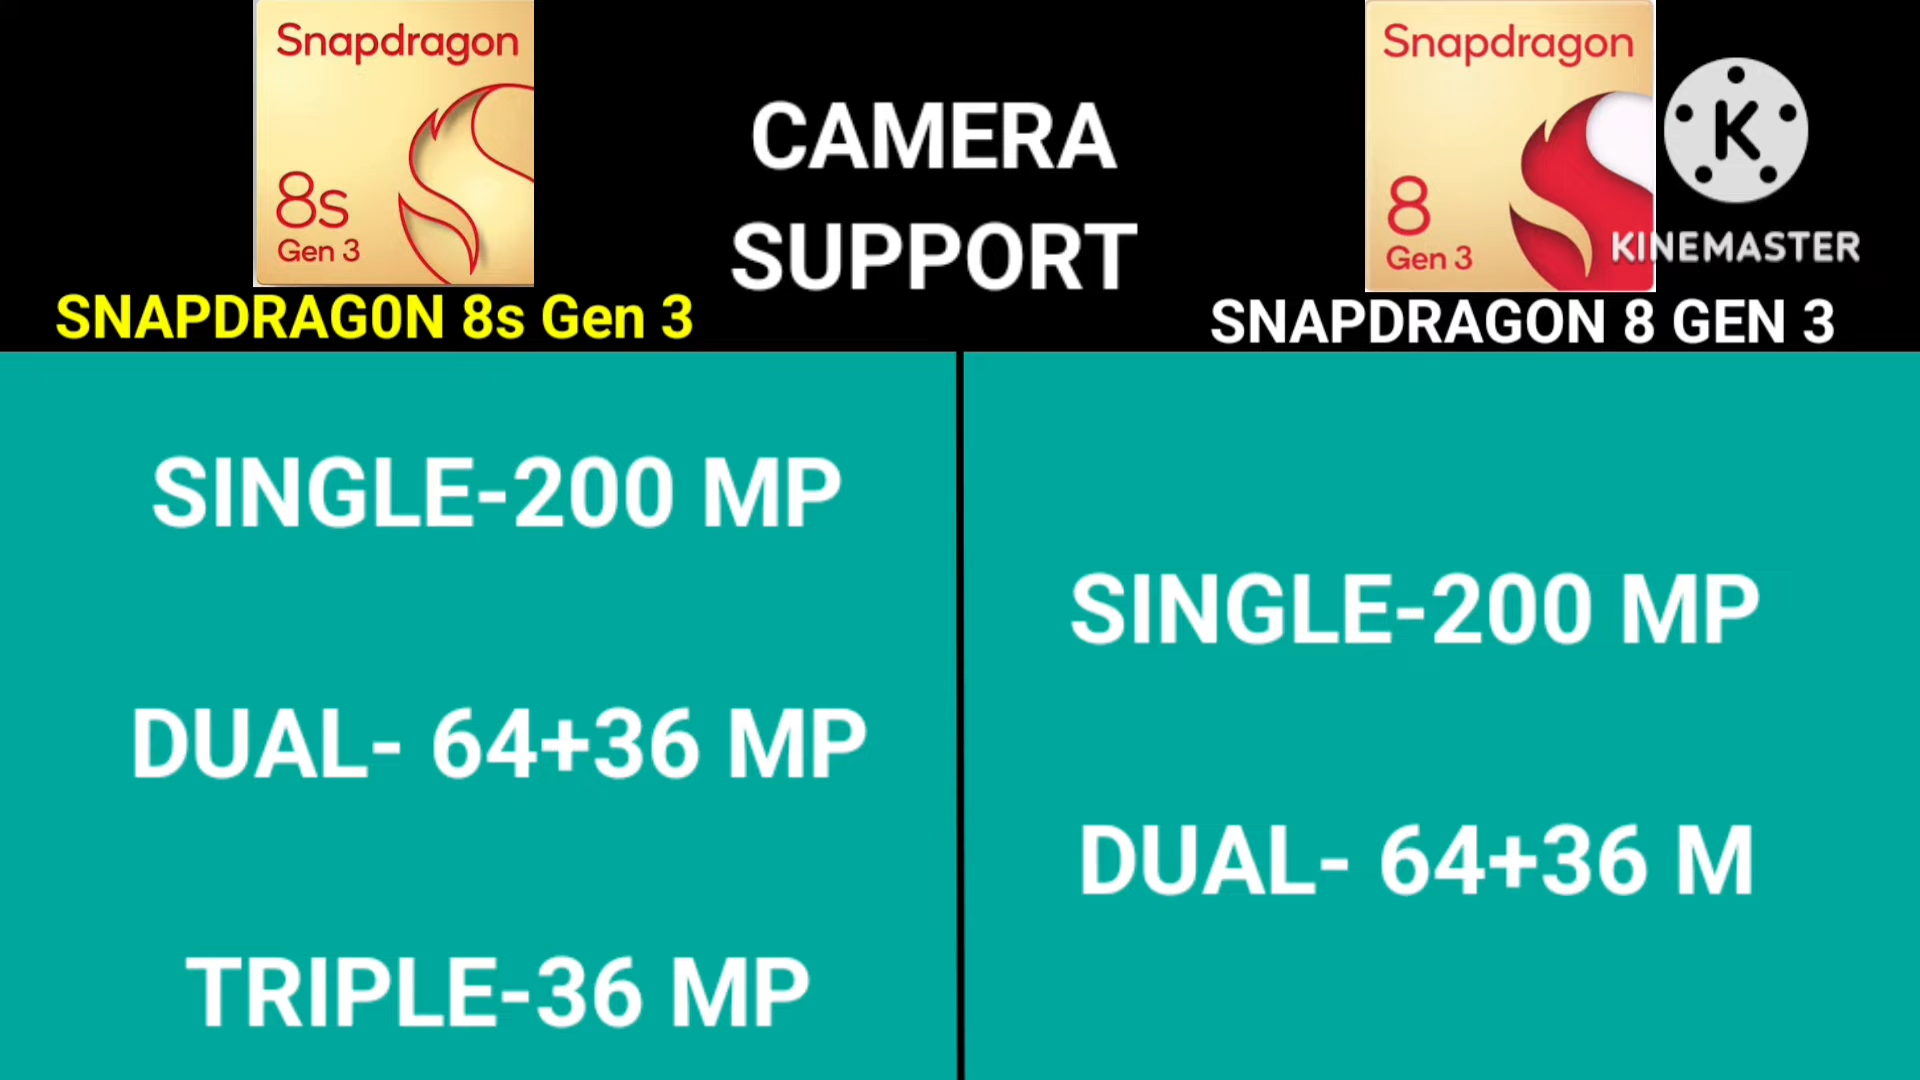 Snapdragon
8s
Gen 3
SNAPDRAG0N 8s Gen 3
CAMERA
SUPPORT
Snapdragon
8
Gen 3
K
KINEMASTER
SNAPDRAGON 8 GEN 3
SINGLE-200 MP
DUAL- 64+36 MP
TRIPLE-36 MP
SINGLE-200 MP
DUAL- 64+36 M